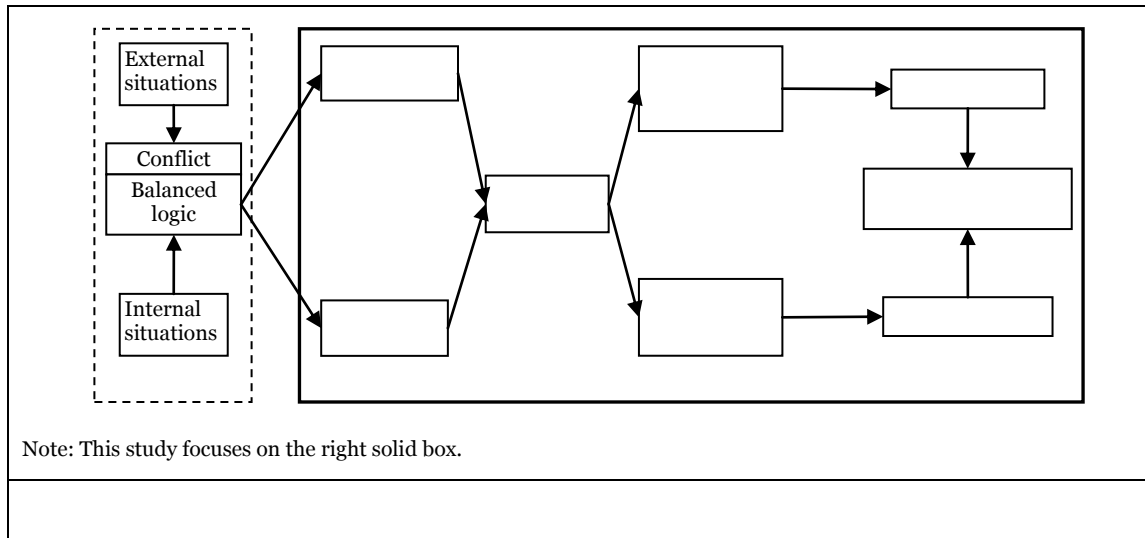 External
situations
Conflict
Balanced
logic
Internal
situations
Note: This study focuses on the right solid box.